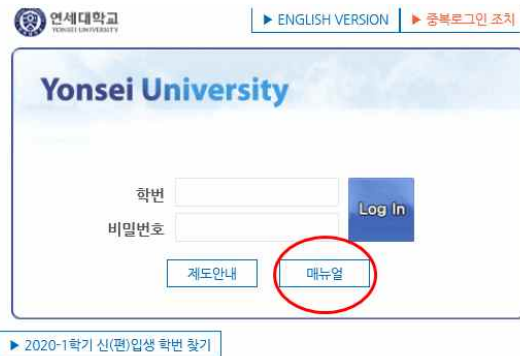 연세대학교
YONSEI UNIVERSITY
▶ ENGLISH VERSION
▶ 중복로그인 조치
Yonsei University
학번
비밀번호
Log In
제도안내
매뉴얼
▶ 2020-1학기 신(편)입생 학번 찾기